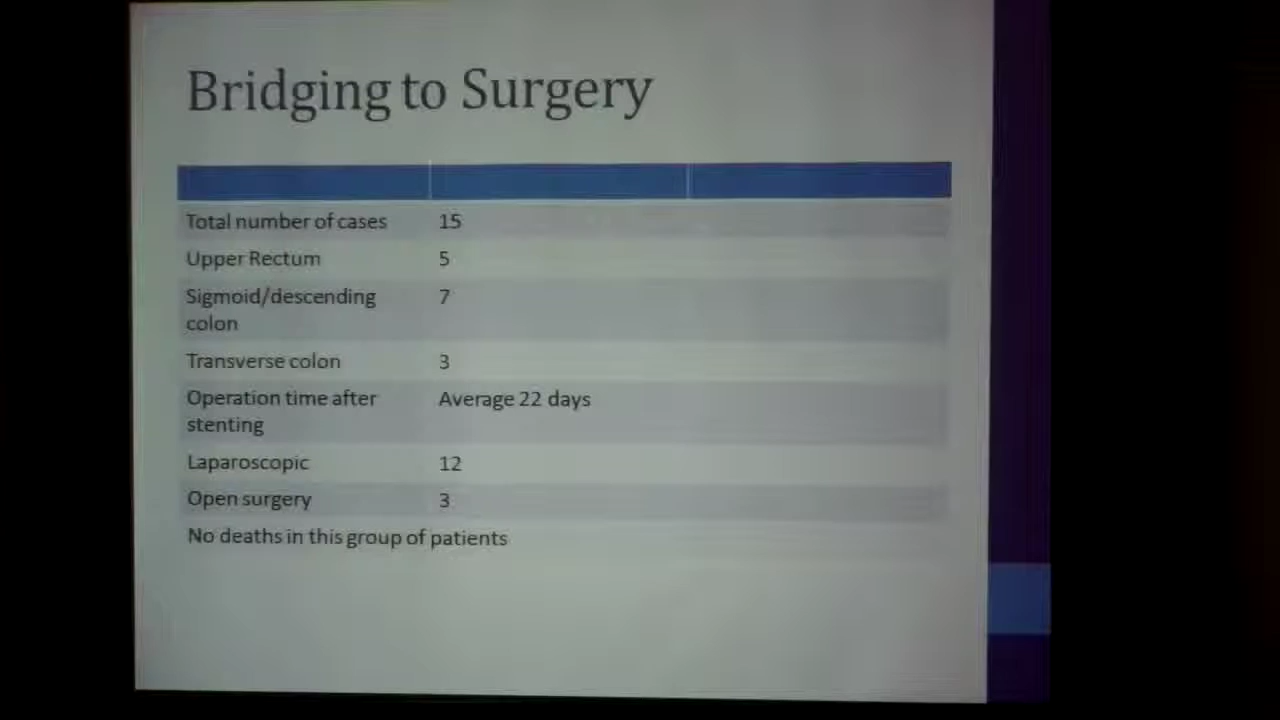 Bridging to Surgery
Total number of cases 15
Upper Rectum 5
Sigmoid/descending 7
colon
Transverse colon 3
Operation time after Average 22 days
stenting
Laparoscopic 12
Open surgery 3
No deaths in this group of patients